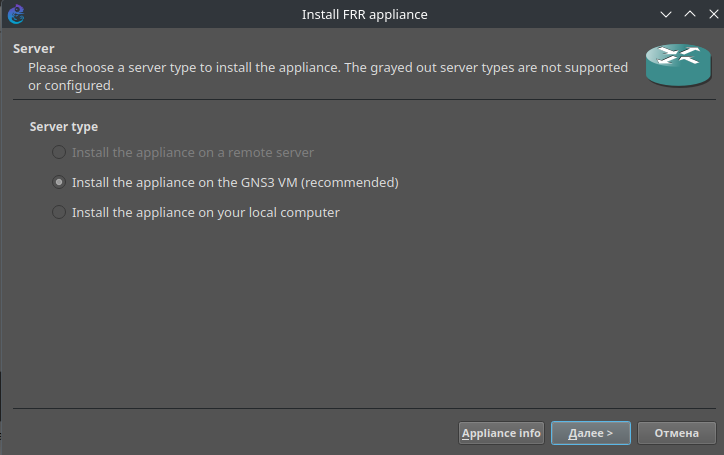 Install FRR appliance
Server
Please choose a server type to install the appliance. The grayed out server types are not supported
or configured.
Server type
Install the appliance on a remote server
Install the appliance on the GNS3 VM (recommended)
Install the appliance on your local computer
Appliance info
Далее >
Отмена